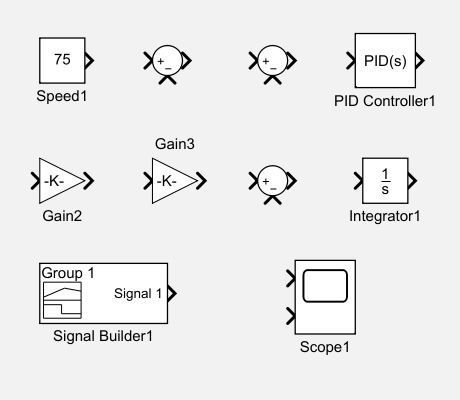 75
+
−
+
−
PID(s)
Speed1
PID Controller1
Gain3
-K-
-K-
+
−
1
s
Gain2
Integrator1
Group 1
Signal 1
Signal Builder1
Scope1